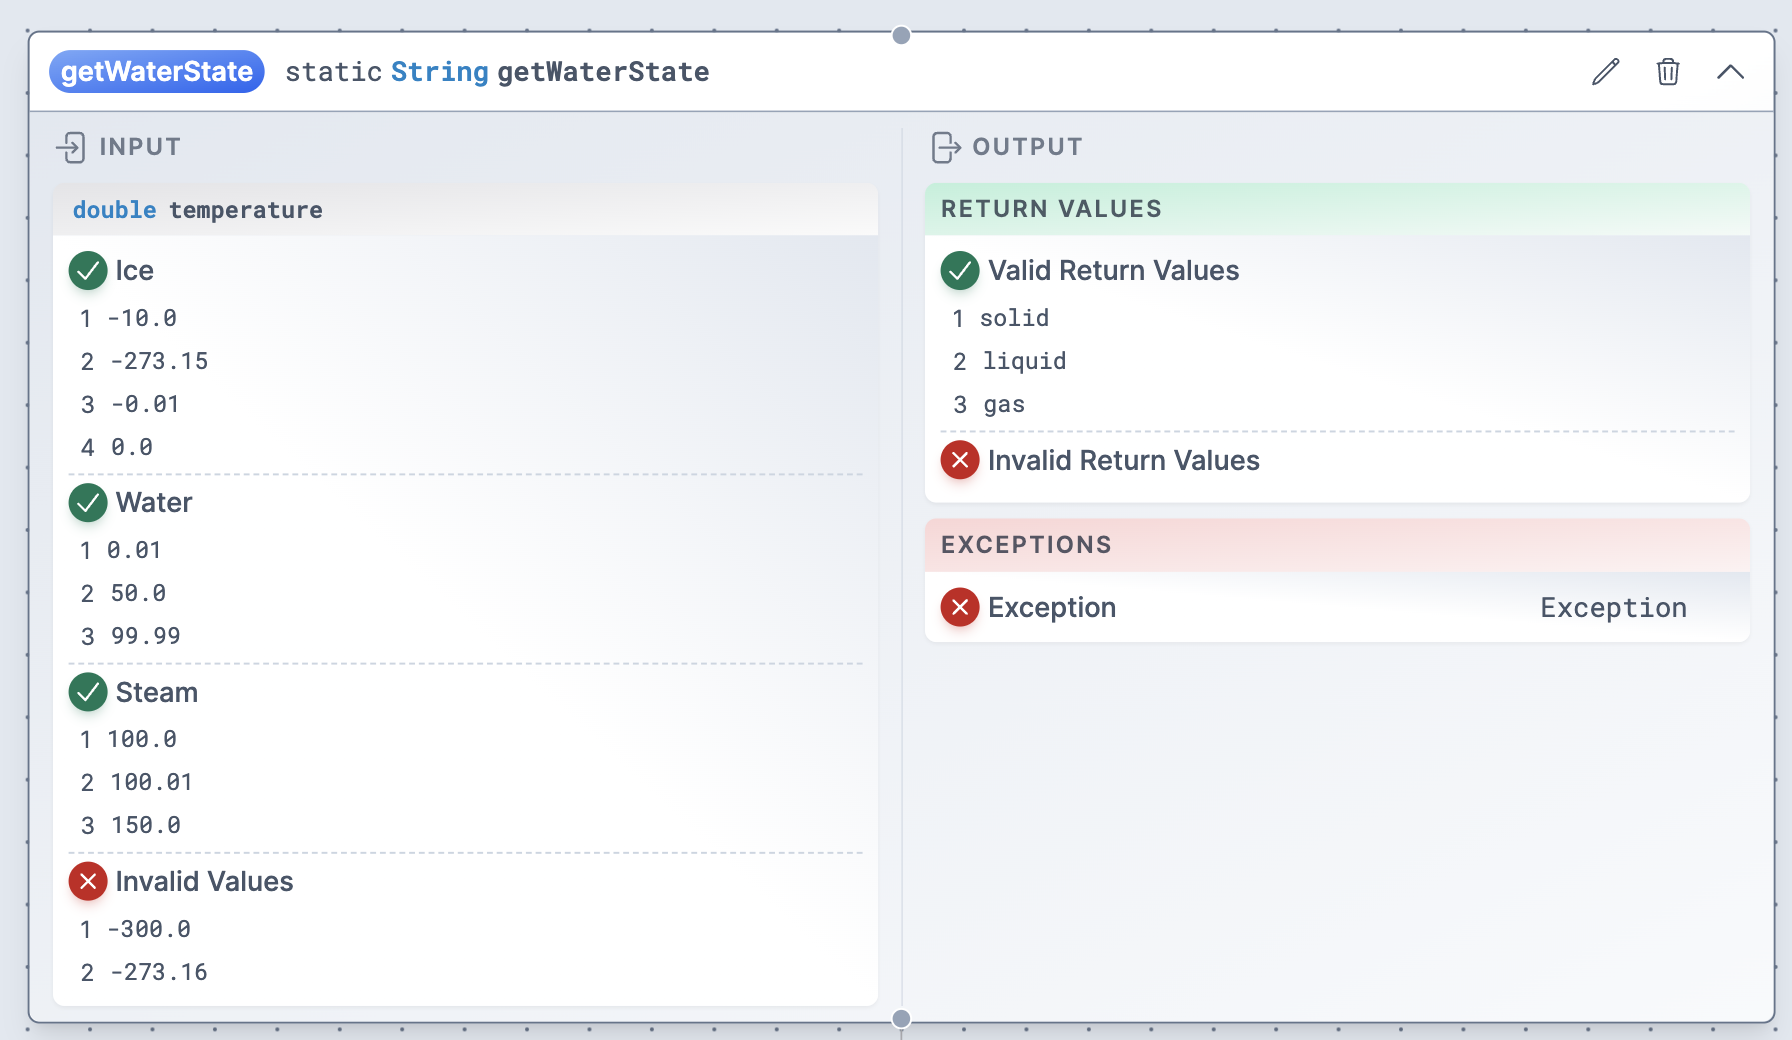 getWaterState static String getWaterState
INPUT
double temperature
Ice
1 -10.0
2 -273.15
3 -0.01
4 0.0
Water
1 0.01
2 50.0
3 99.99
Steam
1 100.0
2 100.01
3 150.0
Invalid Values
1 -300.0
2 -273.16
OUTPUT
RETURN VALUES
Valid Return Values
1 solid
2 liquid
3 gas
Invalid Return Values
EXCEPTIONS
Exception Exception